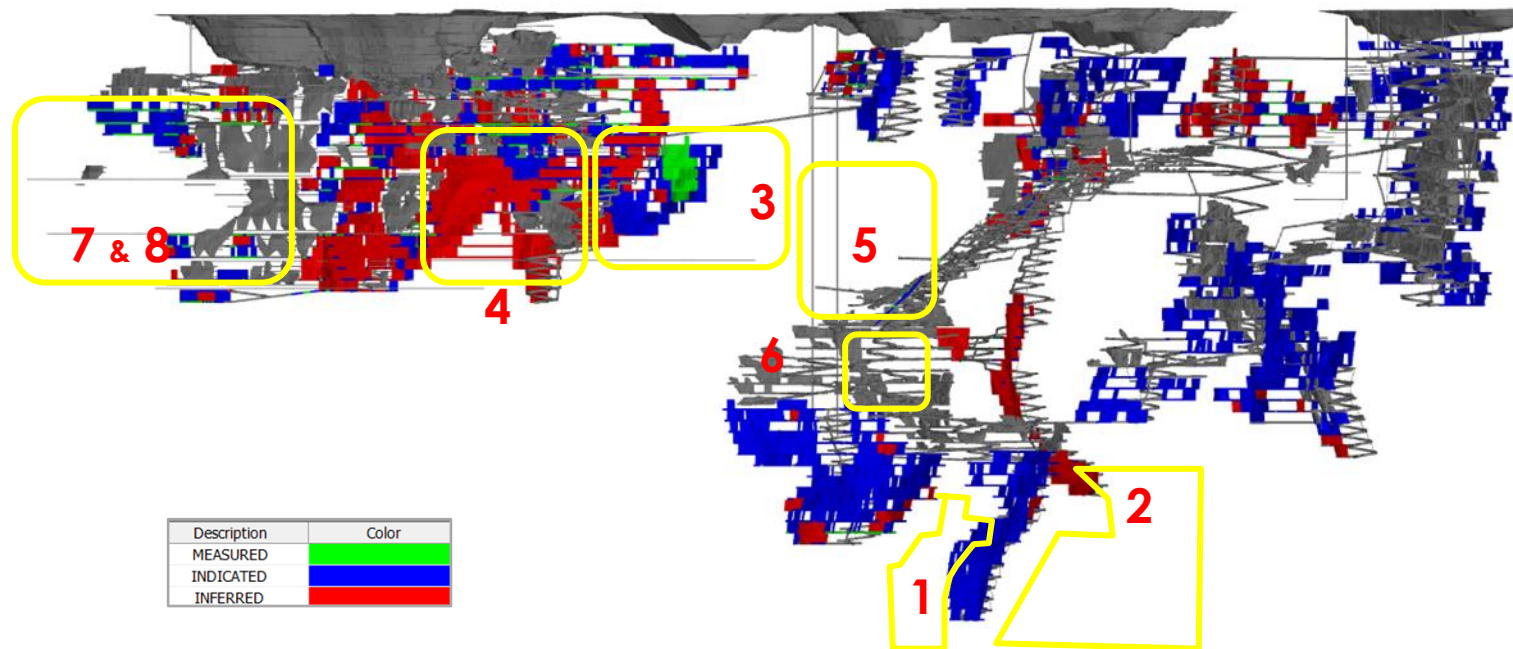 3
5
7 & 8
4
6
2
1
Description Color
MEASURED
INDICATED
INFERRED